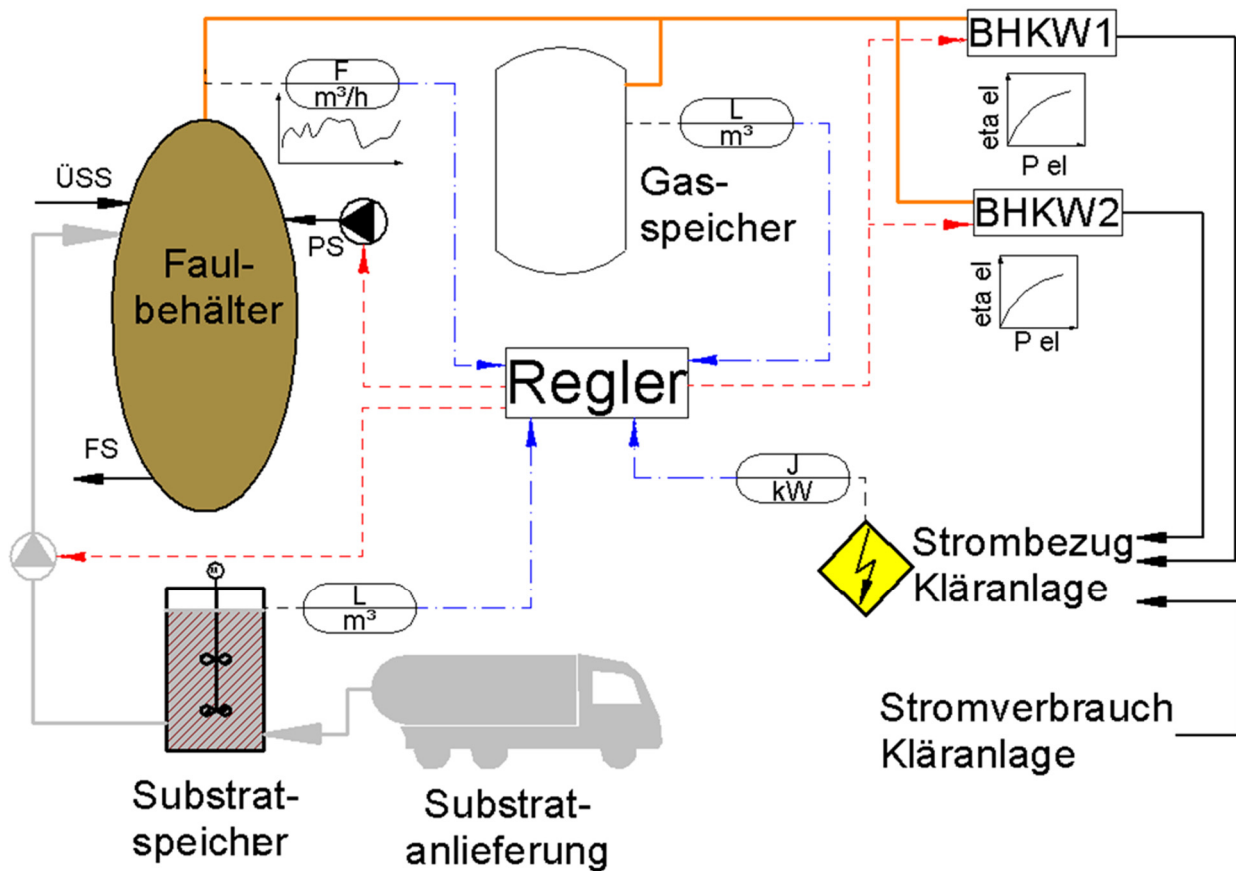 BHKW1
F
m³/h
eta el
P el
L
m³
ÜSS
Gas-
speicher
PS
BHKW2
Faul-
behälter
eta el
P el
Regler
FS
J
kW
Strombezug
Kläranlage
L
m³
Stromverbrauch
Kläranlage
Substrat-
speicher
Substrat-
anlieferung